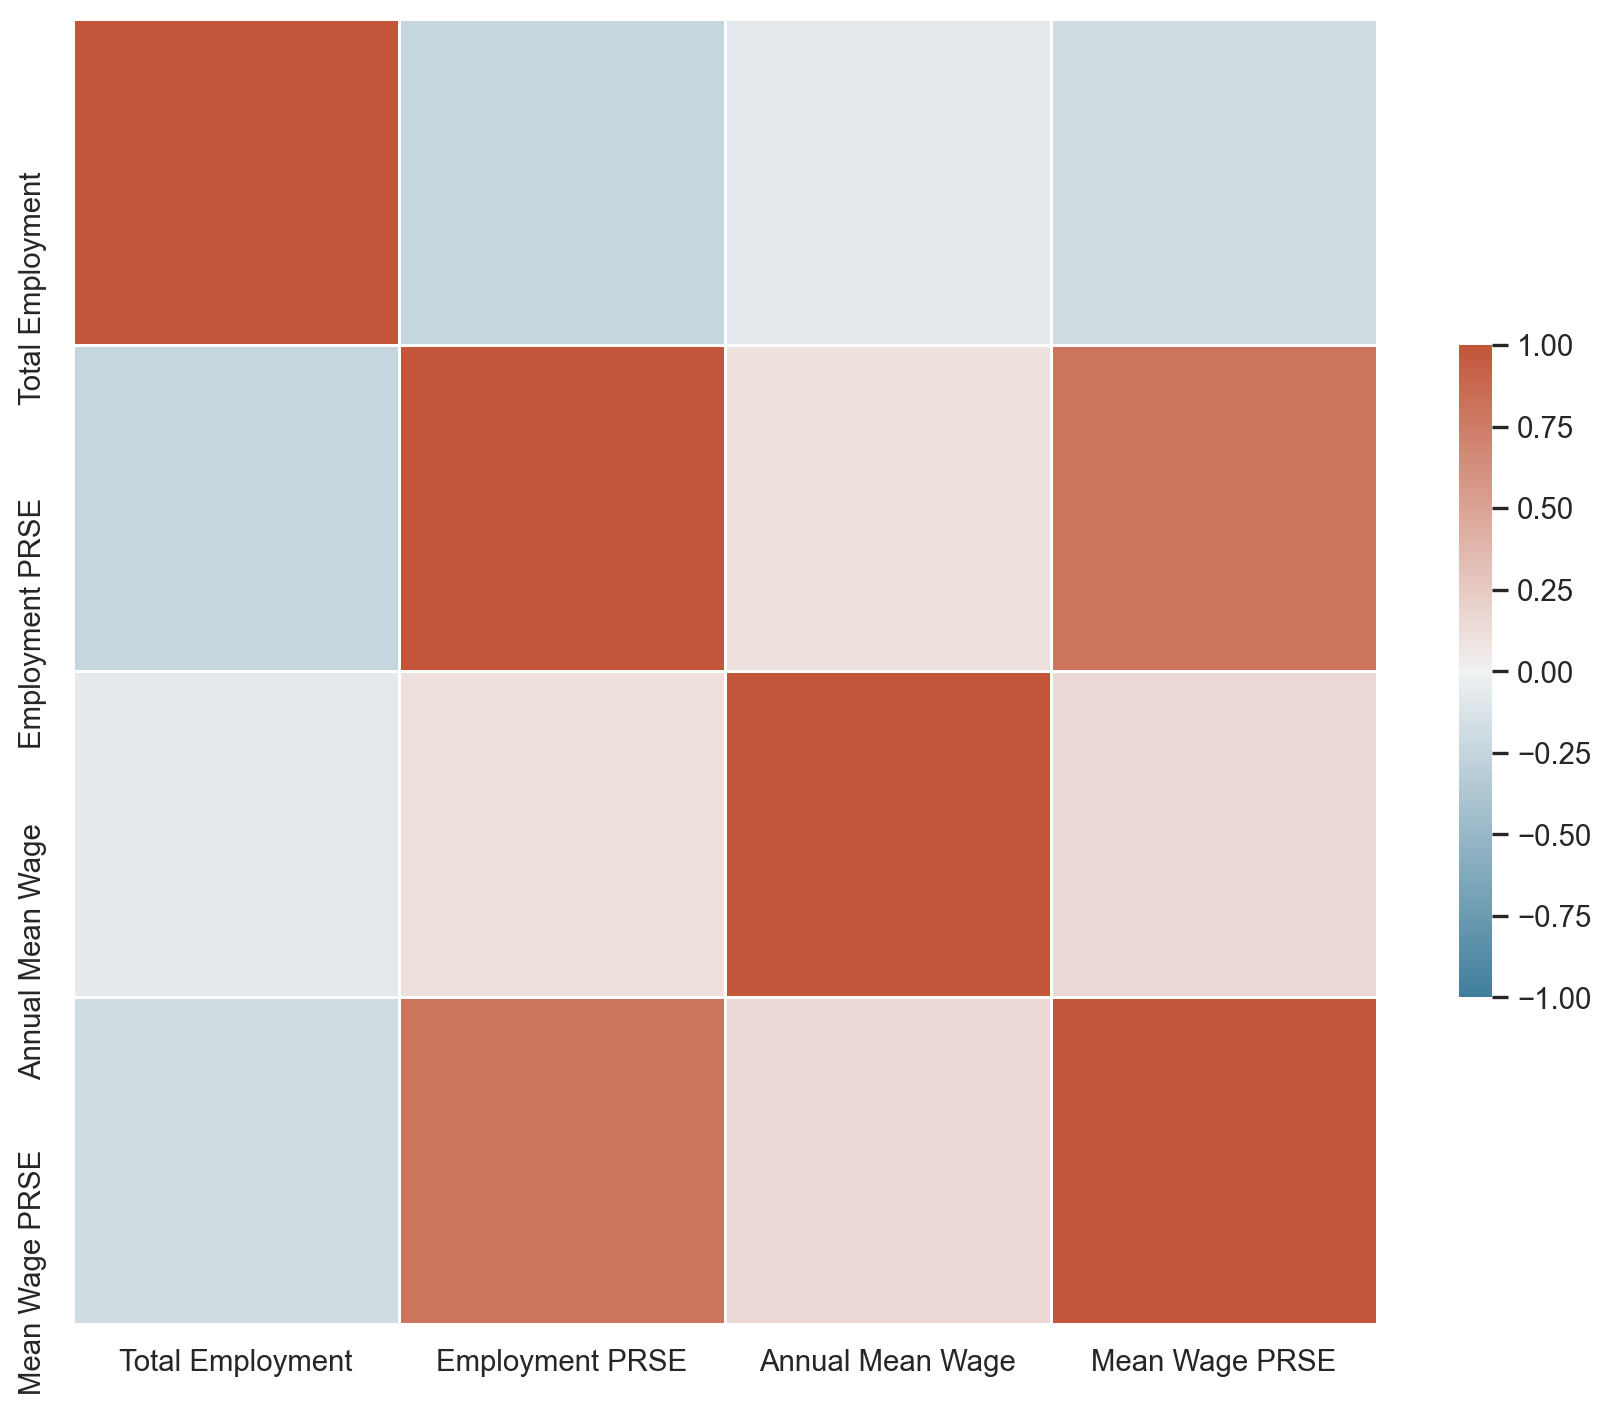 Total Employment
Employment PRSE
Annual Mean Wage
Mean Wage PRSE
Total Employment
Employment PRSE
Annual Mean Wage
Mean Wage PRSE
1.00
0.75
0.50
0.25
0.00
−0.25
−0.50
−0.75
−1.00